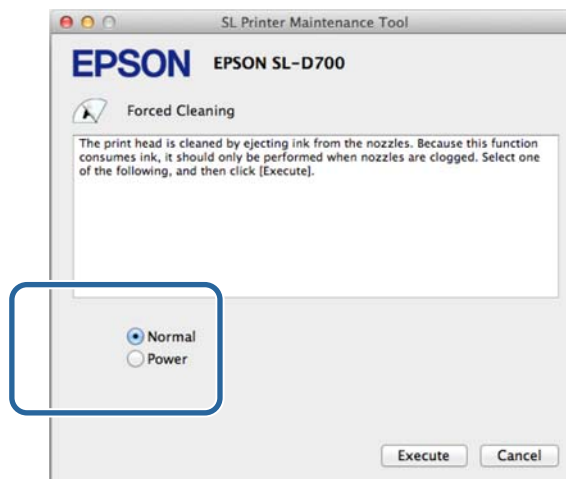 SL Printer Maintenance Tool
EPSON EPSON SL-D700
Forced Cleaning
The print head is cleaned by ejecting ink from the nozzles. Because this function
consumes ink, it should only be performed when nozzles are clogged. Select one
of the following, and then click [Execute].
Normal
Power
Execute Cancel